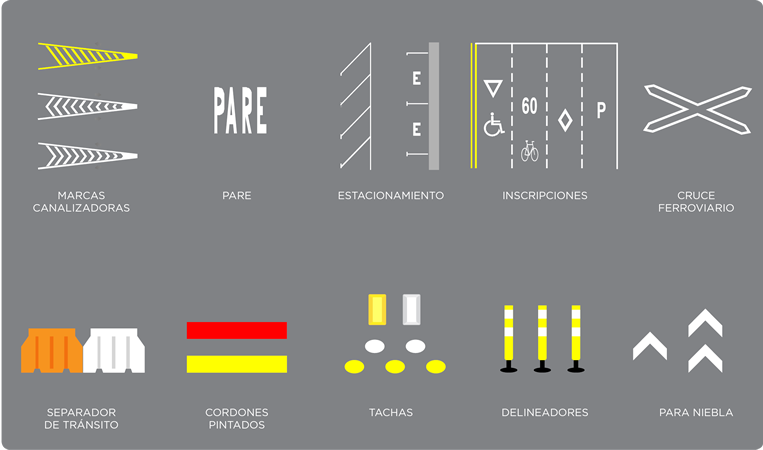 PARE
E
E
60
P
MARCAS
CANALIZADORAS
PARE
ESTACIONAMIENTO
INSCRIPCIONES
CRUCE
FERROVIARIO
SEPARADOR
DE TRÁNSITO
CORDONES
PINTADOS
TACHAS
DELINEADORES
PARA NIEBLA